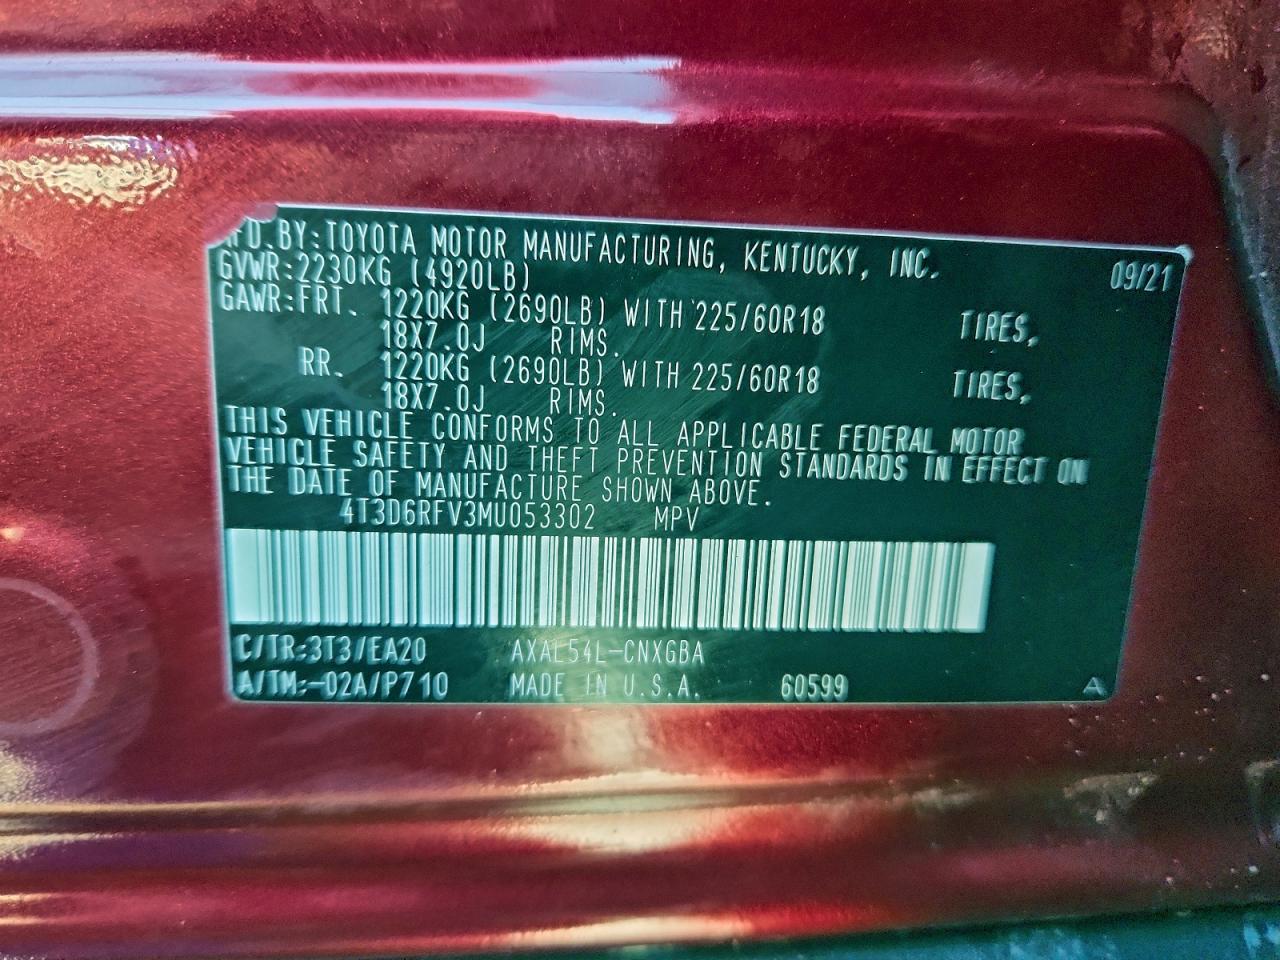 MFD.BY:TOYOTA MOTOR MANUFACTURING, KENTUCKY, INC. 09/21
GVWR:2230KG (4920LB)
GAWR:FRT. 1220KG (2690LB) WITH 225/60R18 TIRES,
18X7.0J RIMS.
RR. 1220KG (2690LB) WITH 225/60R18 TIRES,
18X7.0J RIMS.
THIS VEHICLE CONFORMS TO ALL APPLICABLE FEDERAL MOTOR
VEHICLE SAFETY AND THEFT PREVENTION STANDARDS IN EFFECT ON
THE DATE OF MANUFACTURE SHOWN ABOVE.
4T3D6RFV3MU053302 MPV
C/TR:3T3/EA20 AXAL54L-CNXGBA
A/TM:-02A/P710 MADE IN U.S.A. 60599 A